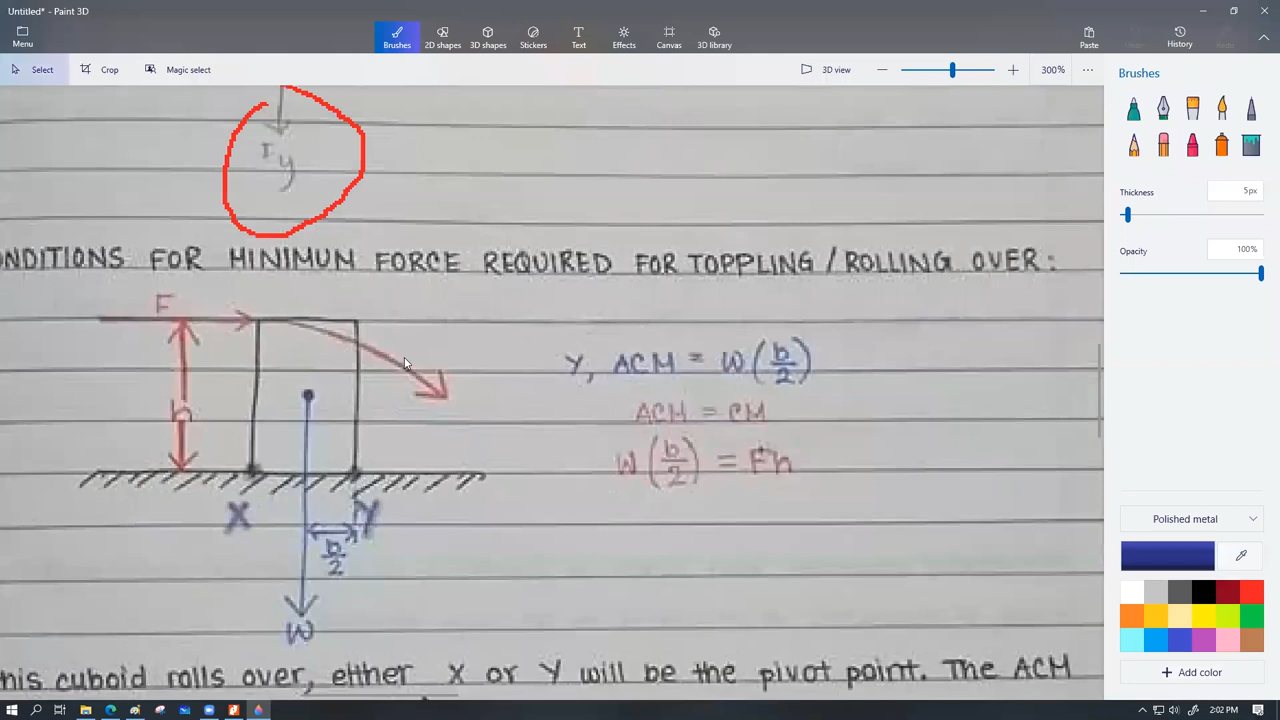 Untitled* - Paint 3D
Menu
Brushes
2D shapes
3D shapes
Stickers
Text
Effects
Canvas
3D library
Paste
History
Redo
Select
Crop
Magic select
3D view
300%
Brushes
Thickness
5px
Opacity
100%
Polished metal
Add color
Fy
ONDITIONS FOR MINIMUM FORCE REQUIRED FOR TOPPLING / ROLLING OVER:
F
h
X
Y
b/2
W
Y, ACM = W(b/2)
ACM = CM
W(b/2) = Fh
his cuboid rolls over, either X or Y will be the pivot point. The ACM
2:02 PM